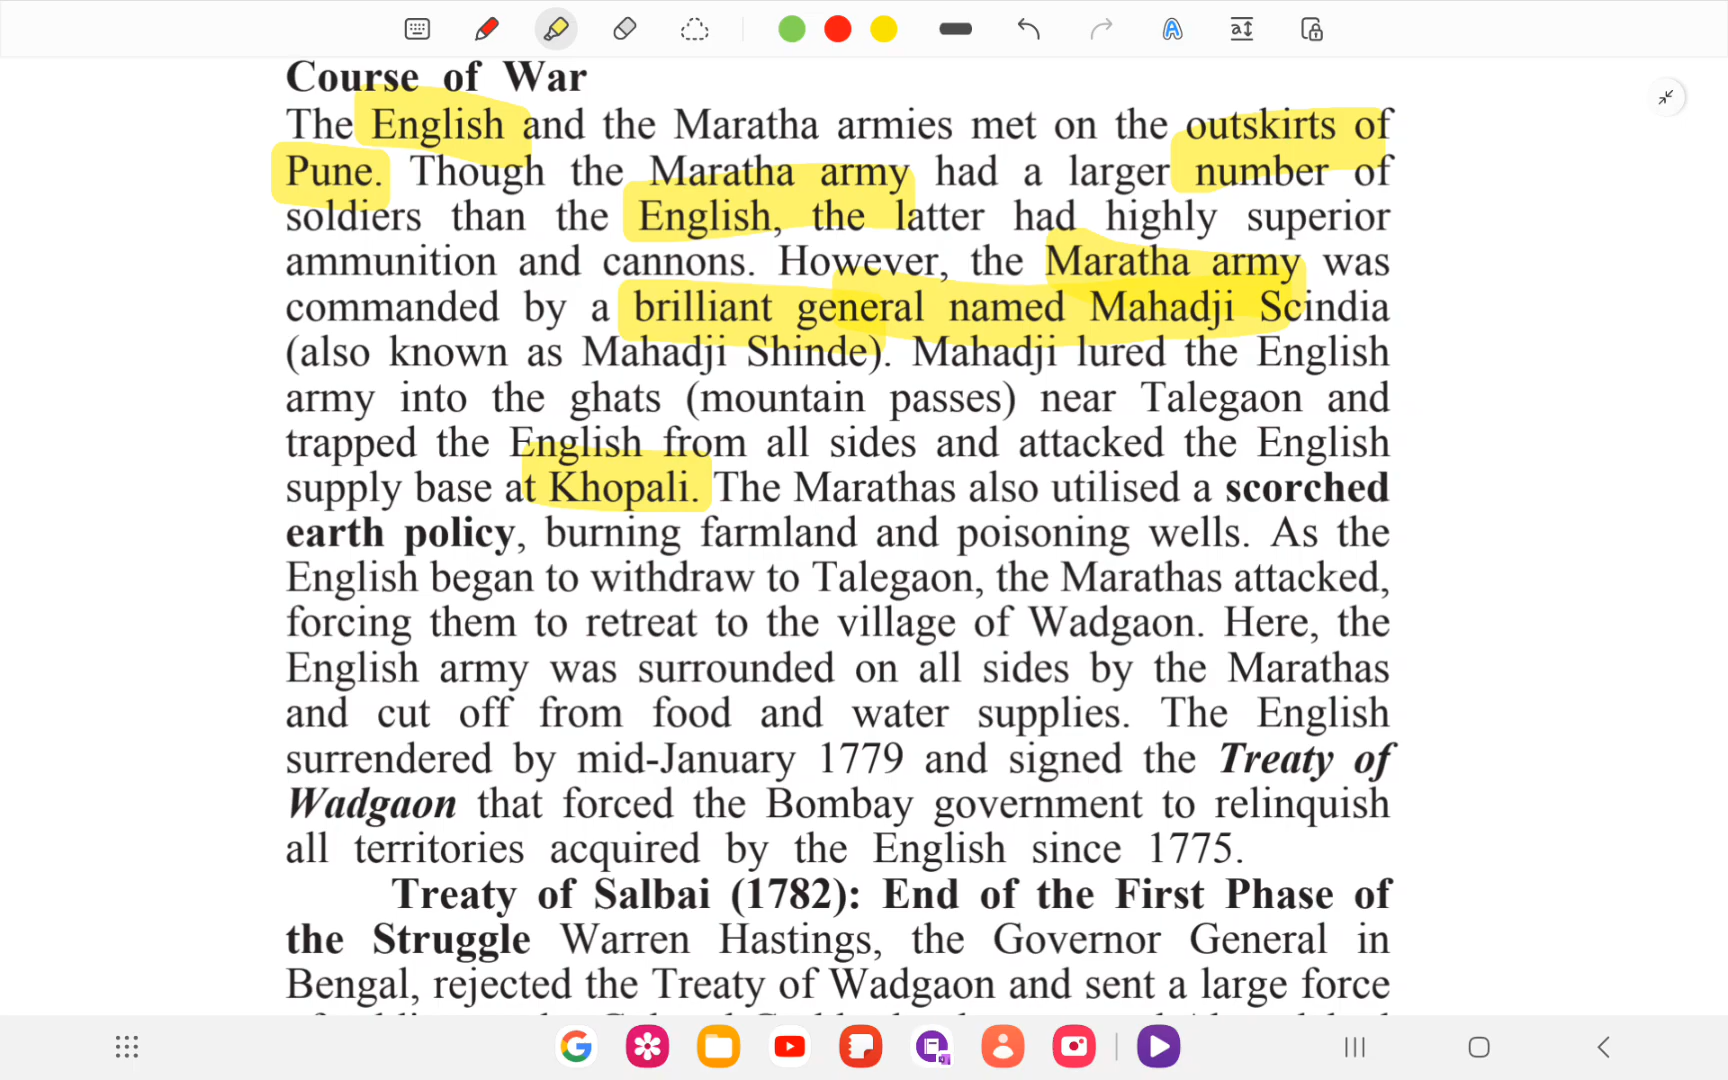 Course of War
The English and the Maratha armies met on the outskirts of
Pune. Though the Maratha army had a larger number of
soldiers than the English, the latter had highly superior
ammunition and cannons. However, the Maratha army was
commanded by a brilliant general named Mahadji Scindia
(also known as Mahadji Shinde). Mahadji lured the English
army into the ghats (mountain passes) near Talegaon and
trapped the English from all sides and attacked the English
supply base at Khopali. The Marathas also utilised a scorched
earth policy, burning farmland and poisoning wells. As the
English began to withdraw to Talegaon, the Marathas attacked,
forcing them to retreat to the village of Wadgaon. Here, the
English army was surrounded on all sides by the Marathas
and cut off from food and water supplies. The English
surrendered by mid-January 1779 and signed the Treaty of
Wadgaon that forced the Bombay government to relinquish
all territories acquired by the English since 1775.
Treaty of Salbai (1782): End of the First Phase of
the Struggle Warren Hastings, the Governor General in
Bengal, rejected the Treaty of Wadgaon and sent a large force